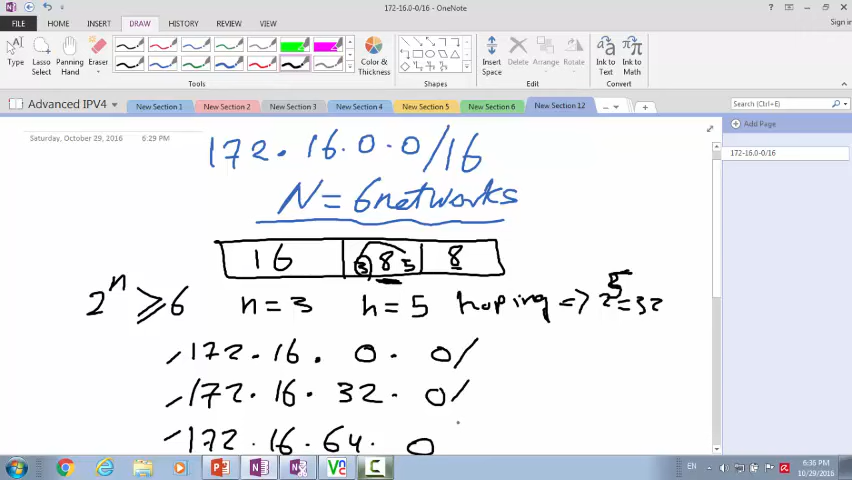 172-16.0-0/16 - OneNote
FILE HOME INSERT DRAW HISTORY REVIEW VIEW Sign in
Type Lasso Select Panning Hand Eraser Color & Thickness Insert Space Delete Arrange Rotate Ink to Text Ink to Math
Tools Shapes Edit Convert
Advanced IPV4 New Section 1 New Section 2 New Section 3 New Section 4 New Section 5 New Section 6 New Section 12 Search (Ctrl+E)
Add Page
172-16.0-0/16
Saturday, October 29, 2016 6:29 PM
172.16.0.0/16
N = 6 networks
16 3 8 5 8
2^n ≥ 6 n = 3 h = 5 hoping => 2^5 = 32
172.16.0.0/
172.16.32.0/
172.16.64.0
EN 6:36 PM
10/29/2016